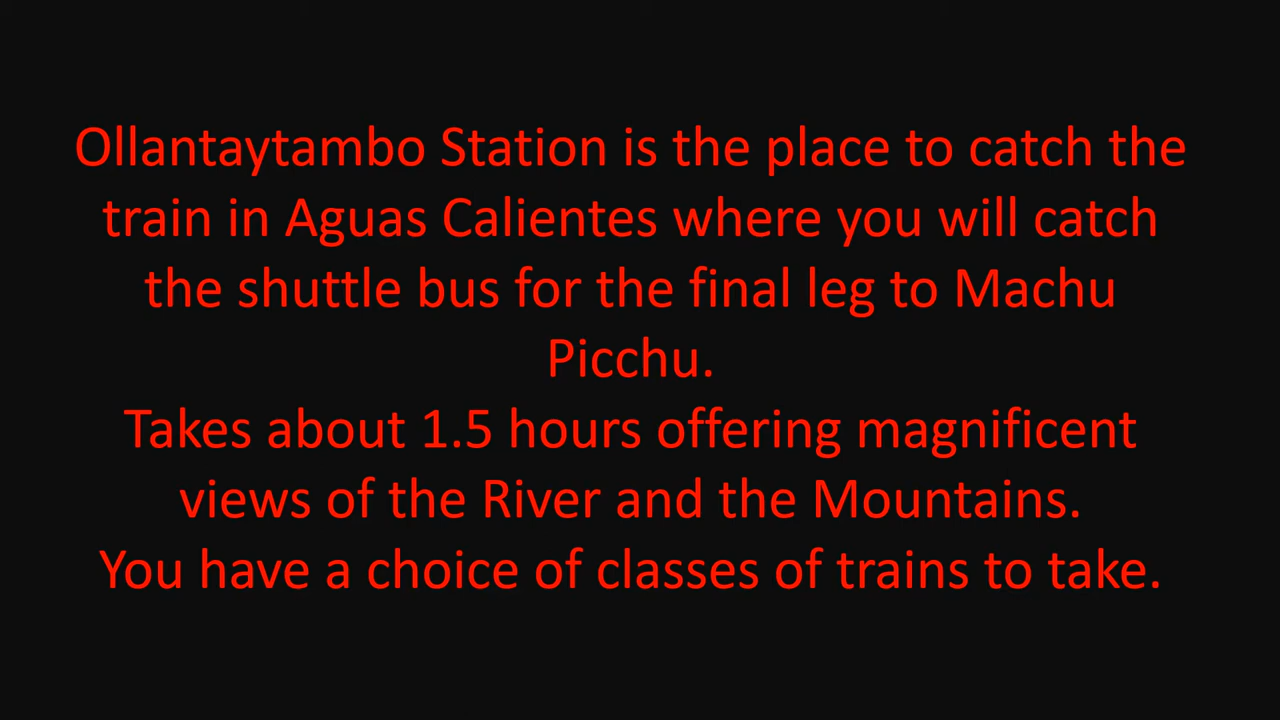 Ollantaytambo Station is the place to catch the
train in Aguas Calientes where you will catch
the shuttle bus for the final leg to Machu
Picchu.
Takes about 1.5 hours offering magnificent
views of the River and the Mountains.
You have a choice of classes of trains to take.